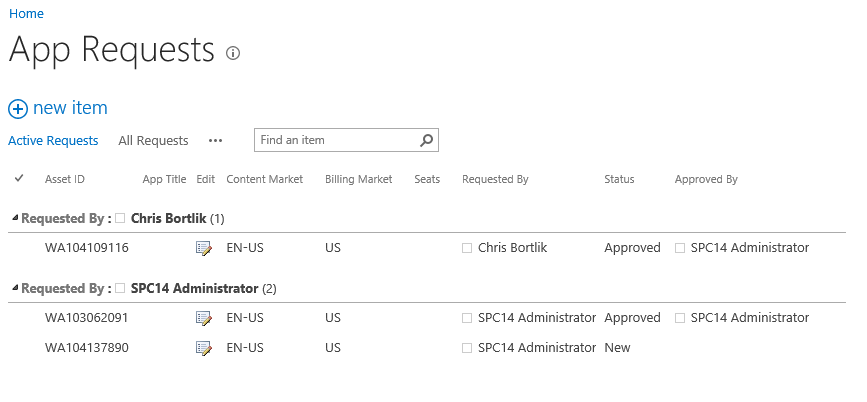 Home
App Requests
new item
Active Requests All Requests ••• Find an item
Asset ID App Title Edit Content Market Billing Market Seats Requested By Status Approved By
Requested By : Chris Bortlik (1)
WA104109116 EN-US US Chris Bortlik Approved SPC14 Administrator
Requested By : SPC14 Administrator (2)
WA103062091 EN-US US SPC14 Administrator Approved SPC14 Administrator
WA104137890 EN-US US SPC14 Administrator New